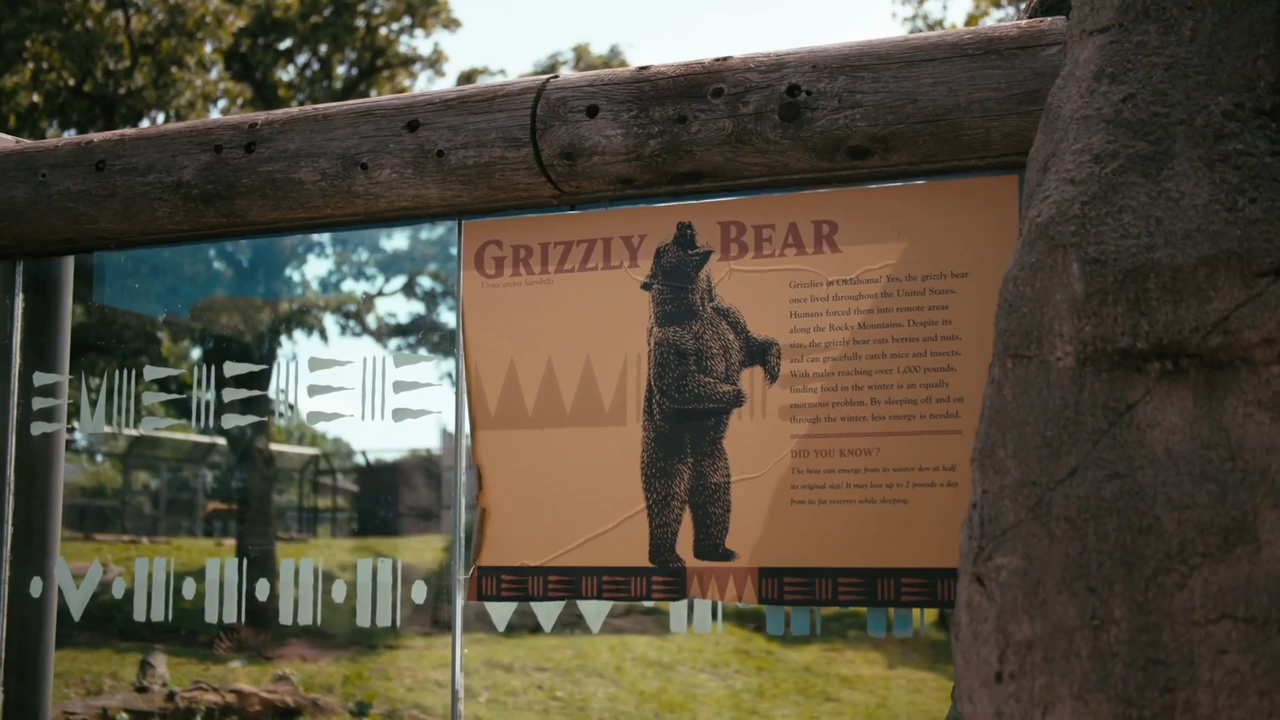 GRIZZLY BEAR
Ursus arctos horribilis
Grizzlies in Oklahoma! Yes, the grizzly bear
once lived throughout the United States.
Humans forced them into remote areas
along the Rocky Mountains. Despite its
size, the grizzly bear eats berries and nuts,
and can gracefully catch mice and insects.
With males reaching over 1,000 pounds,
finding food in the winter is an equally
enormous problem. By sleeping off and on
through the winter, less energy is needed.
DID YOU KNOW?
The bear can emerge from its winter den at half
its original size! It may lose up to 2 pounds a day
from its fat reserves while sleeping.